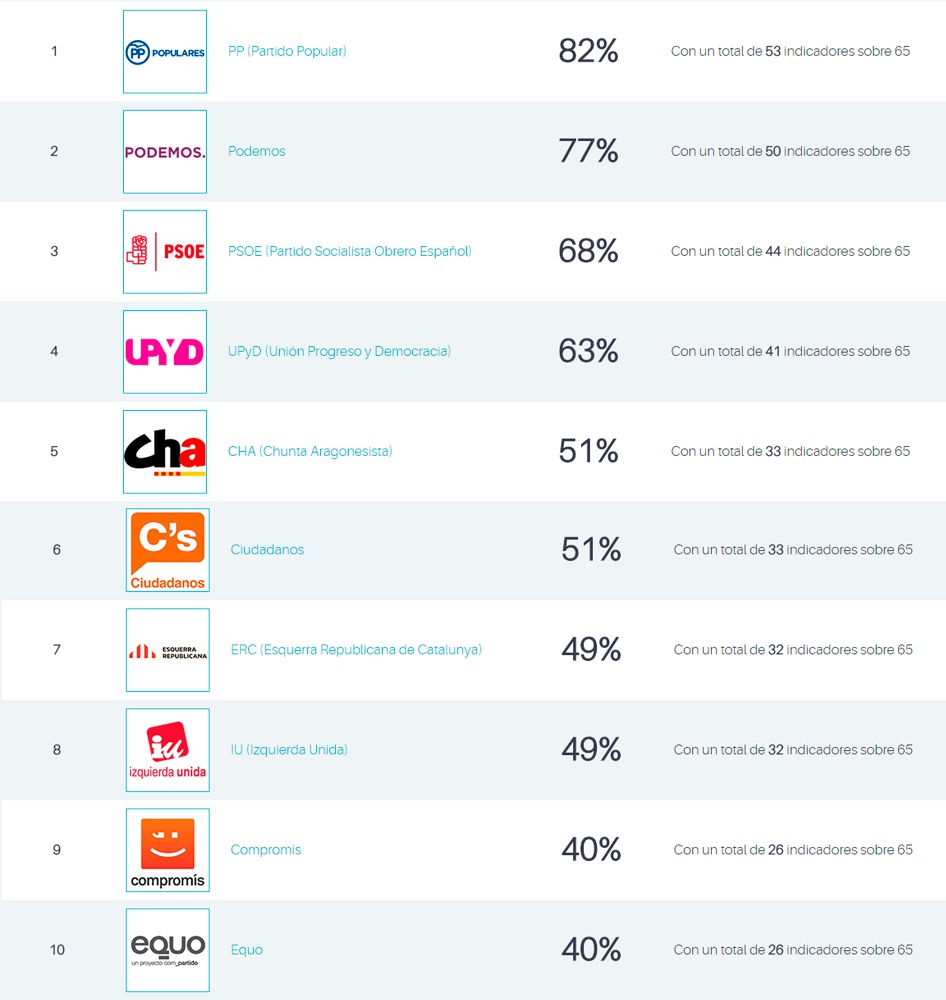 1 PP POPULARES PP (Partido Popular) 82% Con un total de 53 indicadores sobre 65
2 PODEMOS. Podemos 77% Con un total de 50 indicadores sobre 65
3 PSOE PSOE (Partido Socialista Obrero Español) 68% Con un total de 44 indicadores sobre 65
4 UPYD UPyD (Unión Progreso y Democracia) 63% Con un total de 41 indicadores sobre 65
5 cha CHA (Chunta Aragonesista) 51% Con un total de 33 indicadores sobre 65
6 C's Ciudadanos 51% Con un total de 33 indicadores sobre 65
Ciudadanos
7 ESQUERRA ERC (Esquerra Republicana de Catalunya) 49% Con un total de 32 indicadores sobre 65
REPUBLICANA
8 iu IU (Izquierda Unida) 49% Con un total de 32 indicadores sobre 65
izquierda unida
9 Compromis 40% Con un total de 26 indicadores sobre 65
compromís
10 equo Equo 40% Con un total de 26 indicadores sobre 65
un proyecto com_partido